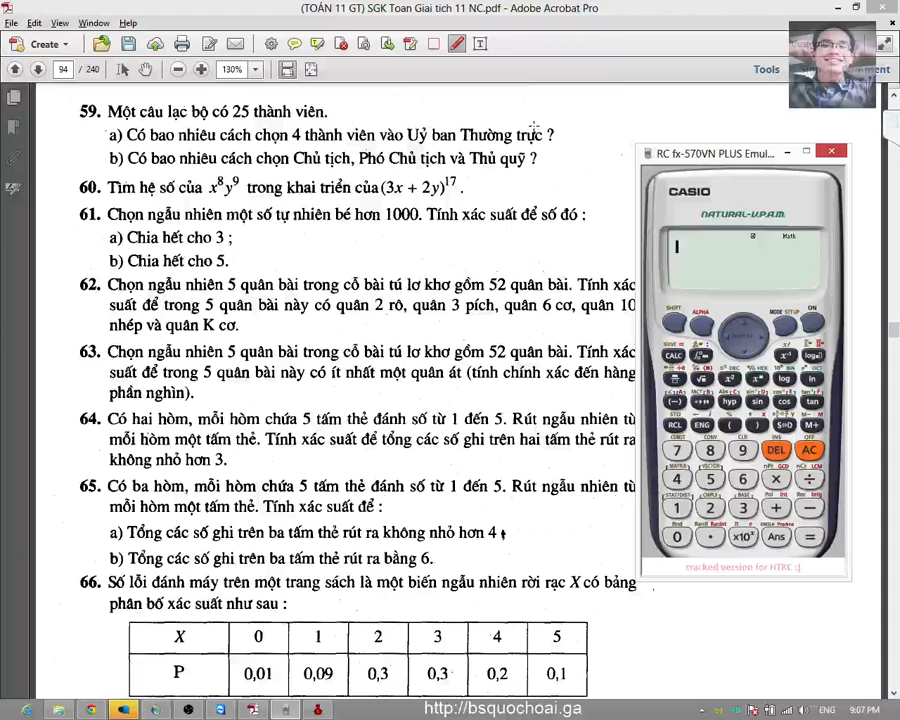 (TOÁN 11 GT) SGK Toan Giai tich 11 NC.pdf - Adobe Acrobat Pro
File Edit View Window Help
Create
94 / 240 130% Tools
59. Một câu lạc bộ có 25 thành viên.
a) Có bao nhiêu cách chọn 4 thành viên vào Uỷ ban Thường trực ?
b) Có bao nhiêu cách chọn Chủ tịch, Phó Chủ tịch và Thủ quỹ ?
60. Tìm hệ số của x⁸y⁹ trong khai triển của (3x + 2y)¹⁷ .
61. Chọn ngẫu nhiên một số tự nhiên bé hơn 1000. Tính xác suất để số đó :
a) Chia hết cho 3 ;
b) Chia hết cho 5.
62. Chọn ngẫu nhiên 5 quân bài trong cỗ bài tú lơ khơ gồm 52 quân bài. Tính xác
suất để trong 5 quân bài này có quân 2 rô, quân 3 pích, quân 6 cơ, quân 10
nhép và quân K cơ.
63. Chọn ngẫu nhiên 5 quân bài trong cỗ bài tú lơ khơ gồm 52 quân bài. Tính xác
suất để trong 5 quân bài này có ít nhất một quân át (tính chính xác đến hàng
phần nghìn).
64. Có hai hòm, mỗi hòm chứa 5 tấm thẻ đánh số từ 1 đến 5. Rút ngẫu nhiên từ
mỗi hòm một tấm thẻ. Tính xác suất để tổng các số ghi trên hai tấm thẻ rút ra
không nhỏ hơn 3.
65. Có ba hòm, mỗi hòm chứa 5 tấm thẻ đánh số từ 1 đến 5. Rút ngẫu nhiên từ
mỗi hòm một tấm thẻ. Tính xác suất để :
a) Tổng các số ghi trên ba tấm thẻ rút ra không nhỏ hơn 4
b) Tổng các số ghi trên ba tấm thẻ rút ra bằng 6.
66. Số lỗi đánh máy trên một trang sách là một biến ngẫu nhiên rời rạc X có bảng
phân bố xác suất như sau :
X 0 1 2 3 4 5
P 0,01 0,09 0,3 0,3 0,2 0,1
RC fx-570VN PLUS Emul...
CASIO
NATURAL-V.P.A.M.
Math
SHIFT ALPHA MODE SETUP ON
CALC log ln
hyp sin cos tan
RCL ENG ( ) S⇔D M+
7 8 9 DEL AC
4 5 6 × ÷
1 2 3 + −
0 . ×10ˣ Ans =
cracked version for HTKC :)
http://bsquochoai.ga
ENG 9:07 PM